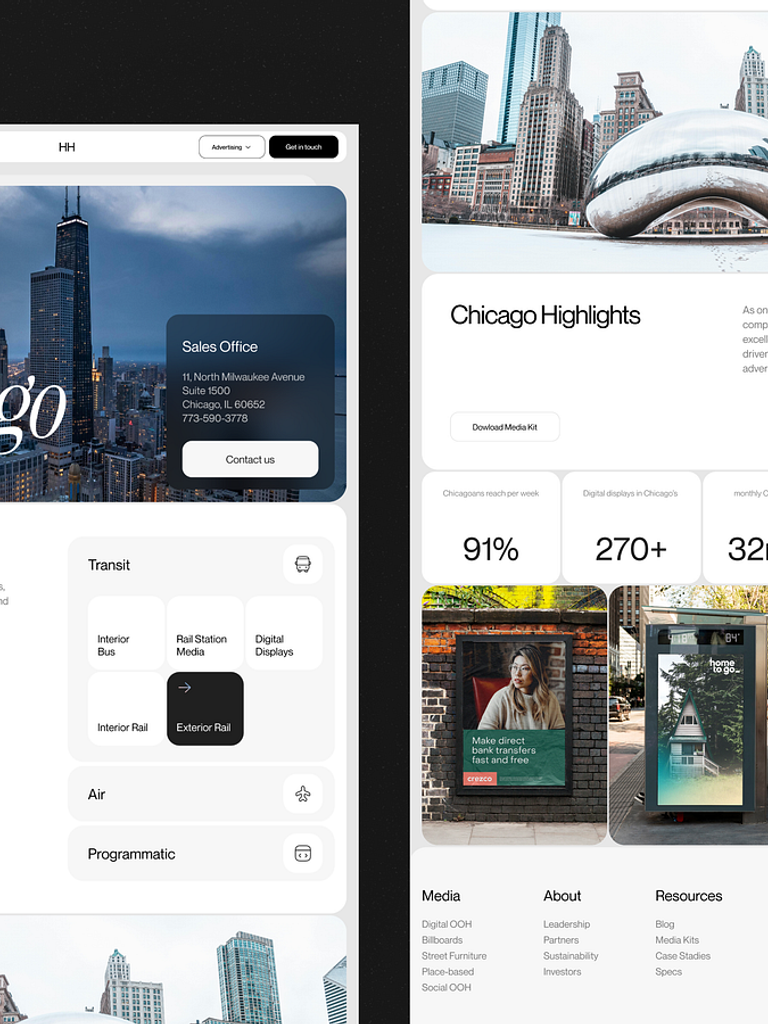 HH
Advertising
Get in touch
go
Sales Office
11, North Milwaukee Avenue
Suite 1500
Chicago, IL 60652
773-590-3778
Contact us
s,
nd
Transit
Interior
Bus
Rail Station
Media
Digital
Displays
Interior Rail
Exterior Rail
Air
Programmatic
Chicago Highlights
As on
comp
excell
driver
adver
Dowload Media Kit
Chicagoans reach per week
91%
Digital displays in Chicago's
270+
monthly C
32
Make direct
bank transfers
fast and free
crezco
84°
home
to go
Media
Digital OOH
Billboards
Street Furniture
Place-based
Social OOH
About
Leadership
Partners
Sustainability
Investors
Resources
Blog
Media Kits
Case Stadies
Specs